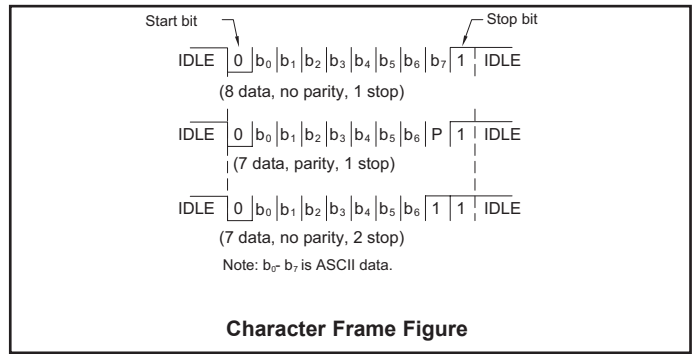 Start bit Stop bit
IDLE 0 b₀ b₁ b₂ b₃ b₄ b₅ b₆ b₇ 1 IDLE
(8 data, no parity, 1 stop)
IDLE 0 b₀ b₁ b₂ b₃ b₄ b₅ b₆ P 1 IDLE
(7 data, parity, 1 stop)
IDLE 0 b₀ b₁ b₂ b₃ b₄ b₅ b₆ 1 1 IDLE
(7 data, no parity, 2 stop)
Note: b₀- b₇ is ASCII data.
Character Frame Figure